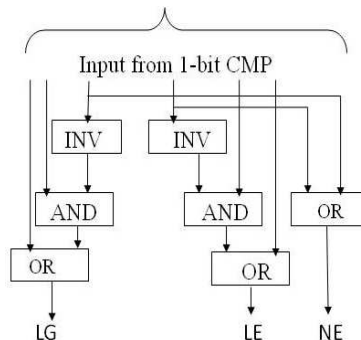 Input from 1-bit CMP
INV INV
AND AND OR
OR OR
LG LE NE